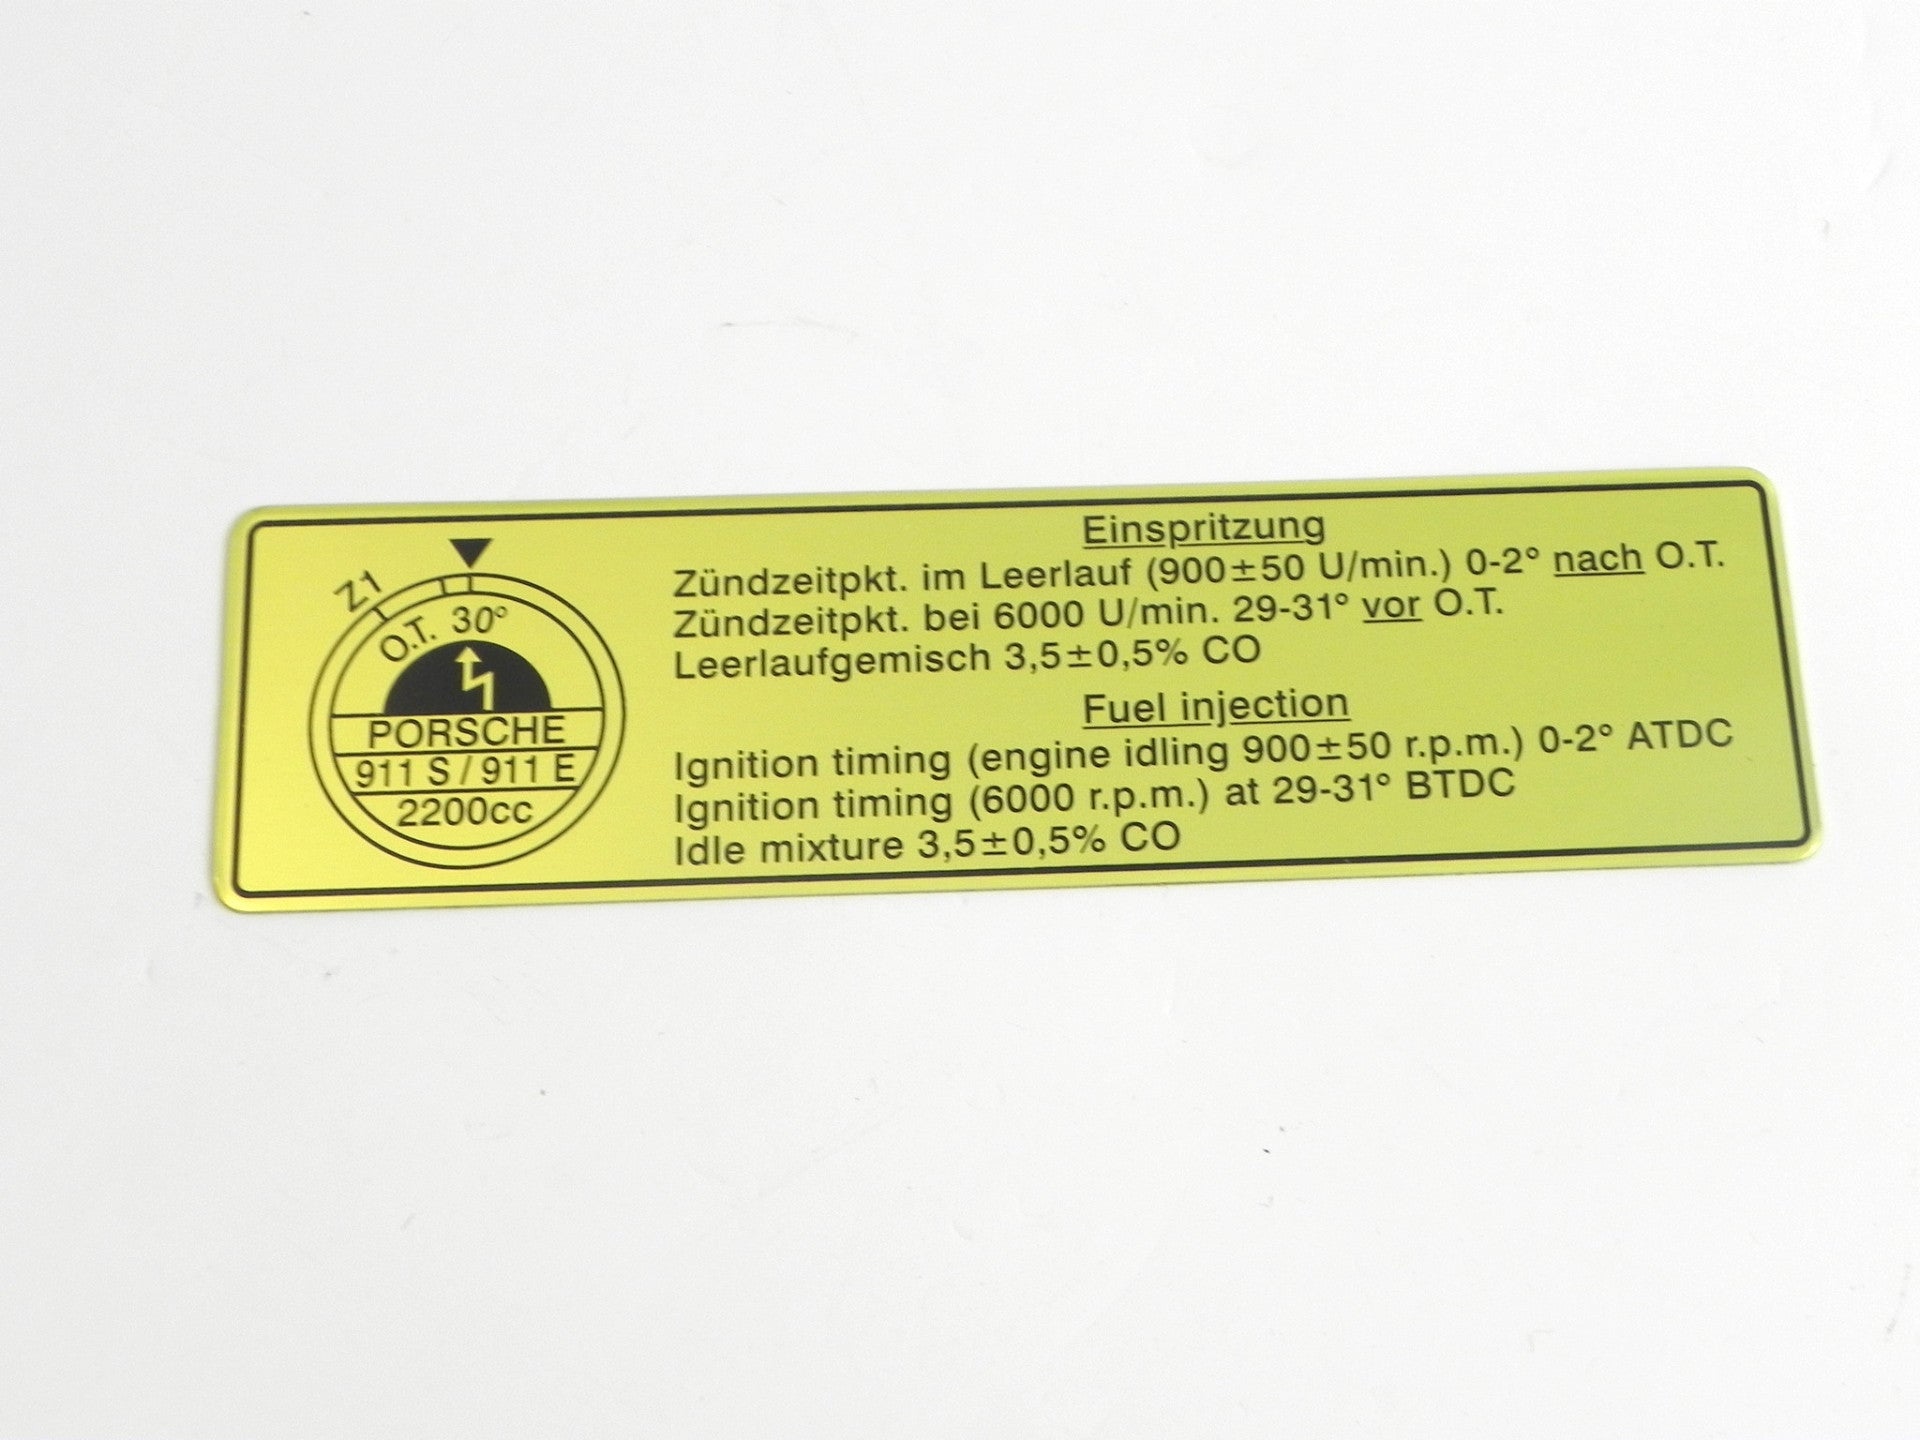 Z1
O.T. 30°
PORSCHE
911 S / 911 E
2200cc
Einspritzung
Zündzeitpkt. im Leerlauf (900±50 U/min.) 0-2° nach O.T.
Zündzeitpkt. bei 6000 U/min. 29-31° vor O.T.
Leerlaufgemisch 3,5±0,5% CO
Fuel injection
Ignition timing (engine idling 900±50 r.p.m.) 0-2° ATDC
Ignition timing (6000 r.p.m.) at 29-31° BTDC
Idle mixture 3,5±0,5% CO